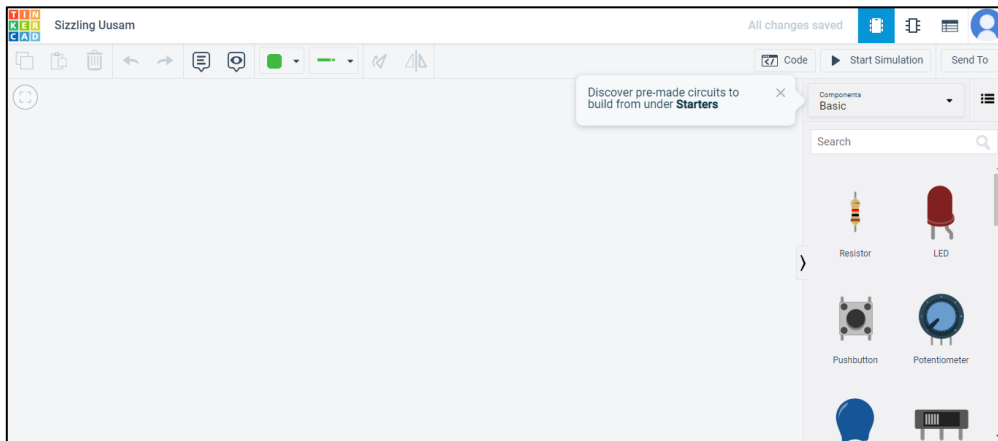 TIN
KER
CAD
Sizzling Uusam
All changes saved
Code
Start Simulation
Send To
Discover pre-made circuits to
build from under Starters
Components
Basic
Search
Resistor
LED
Pushbutton
Potentiometer